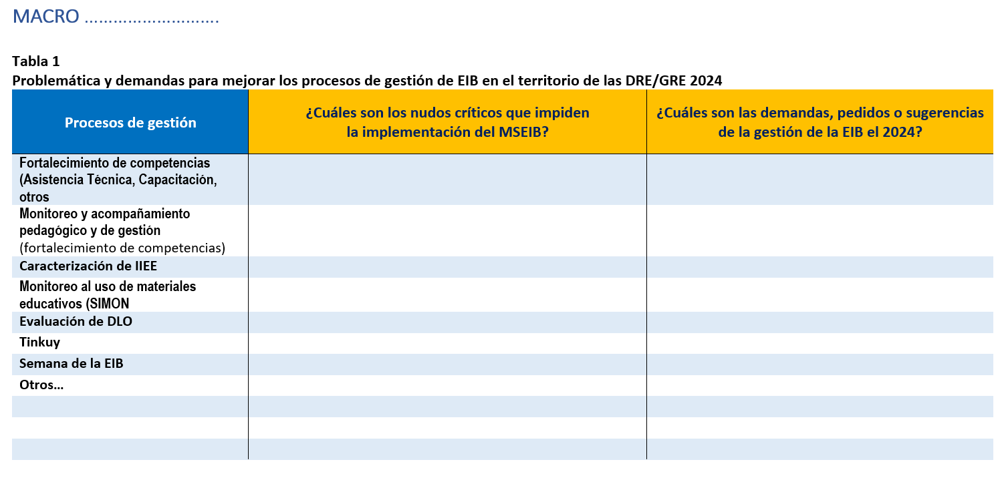 MACRO ……………………….
Tabla 1
Problemática y demandas para mejorar los procesos de gestión de EIB en el territorio de las DRE/GRE 2024
Procesos de gestión
¿Cuáles son los nudos críticos que impiden
la implementación del MSEIB?
¿Cuáles son las demandas, pedidos o sugerencias
de la gestión de la EIB el 2024?
Fortalecimiento de competencias
(Asistencia Técnica, Capacitación,
otros
Monitoreo y acompañamiento
pedagógico y de gestión
(fortalecimiento de competencias)
Caracterización de IIEE
Monitoreo al uso de materiales
educativos (SIMON
Evaluación de DLO
Tinkuy
Semana de la EIB
Otros…